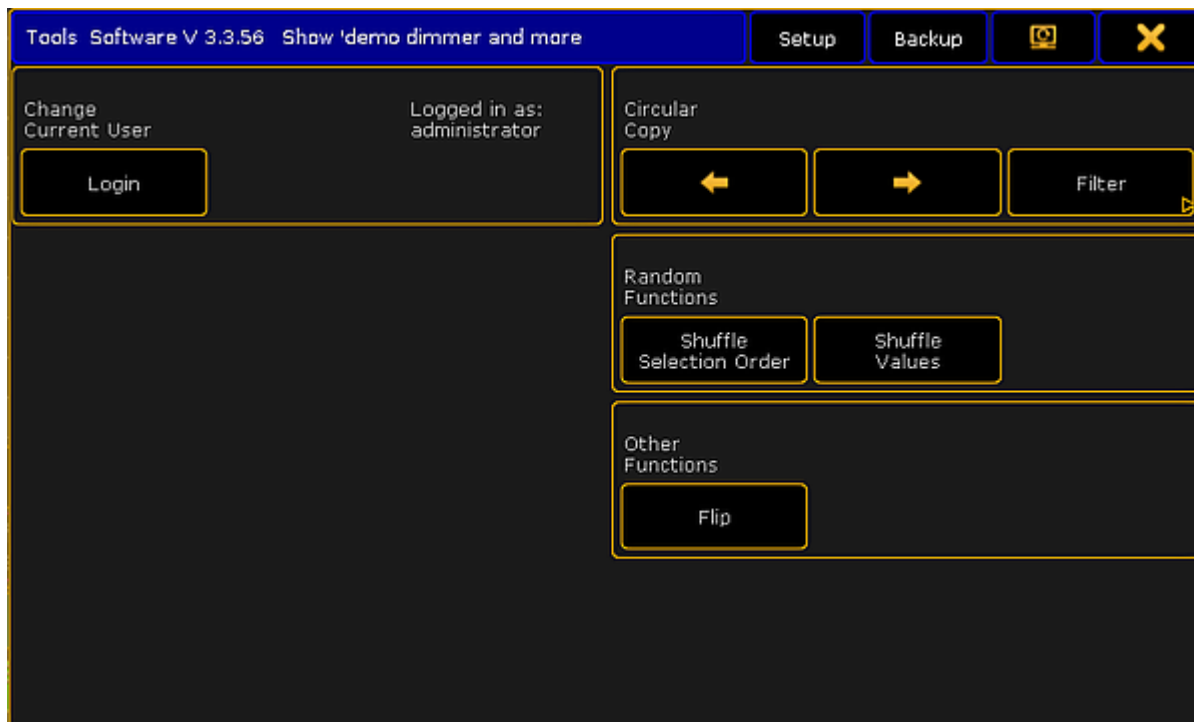 Tools Software V 3.3.56 Show 'demo dimmer and more
Setup
Backup
Change
Current User
Logged in as:
administrator
Login
Circular
Copy
Filter
Random
Functions
Shuffle
Selection Order
Shuffle
Values
Other
Functions
Flip